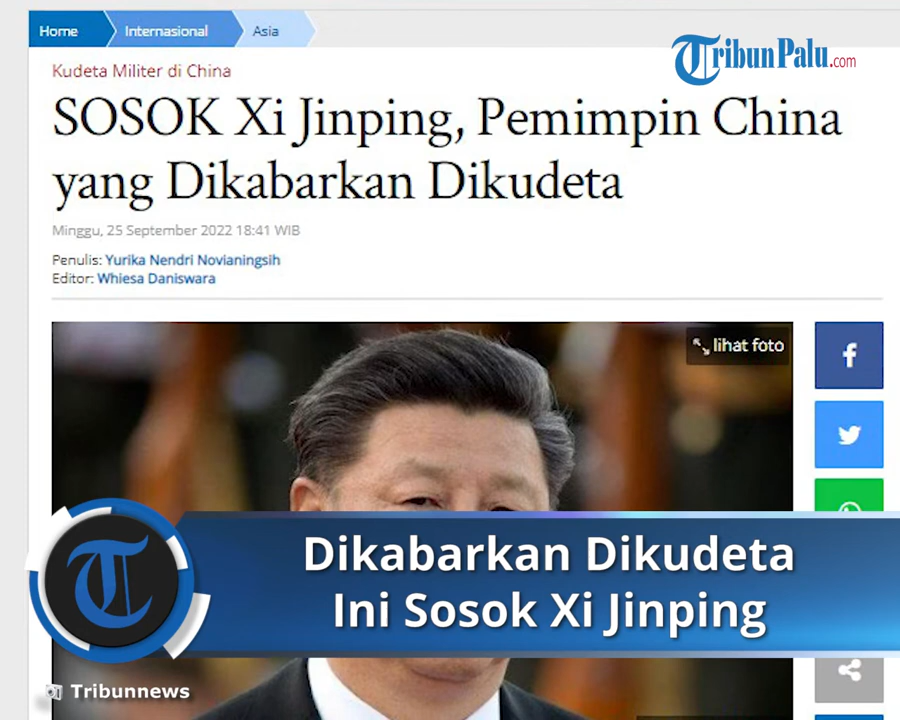 Home Internasional Asia
TribunPalu.com
Kudeta Militer di China
SOSOK Xi Jinping, Pemimpin China
yang Dikabarkan Dikudeta
Minggu, 25 September 2022 18:41 WIB
Penulis: Yurika Nendri Novianingsih
Editor: Whiesa Daniswara
lihat foto
Dikabarkan Dikudeta
Ini Sosok Xi Jinping
Tribunnews